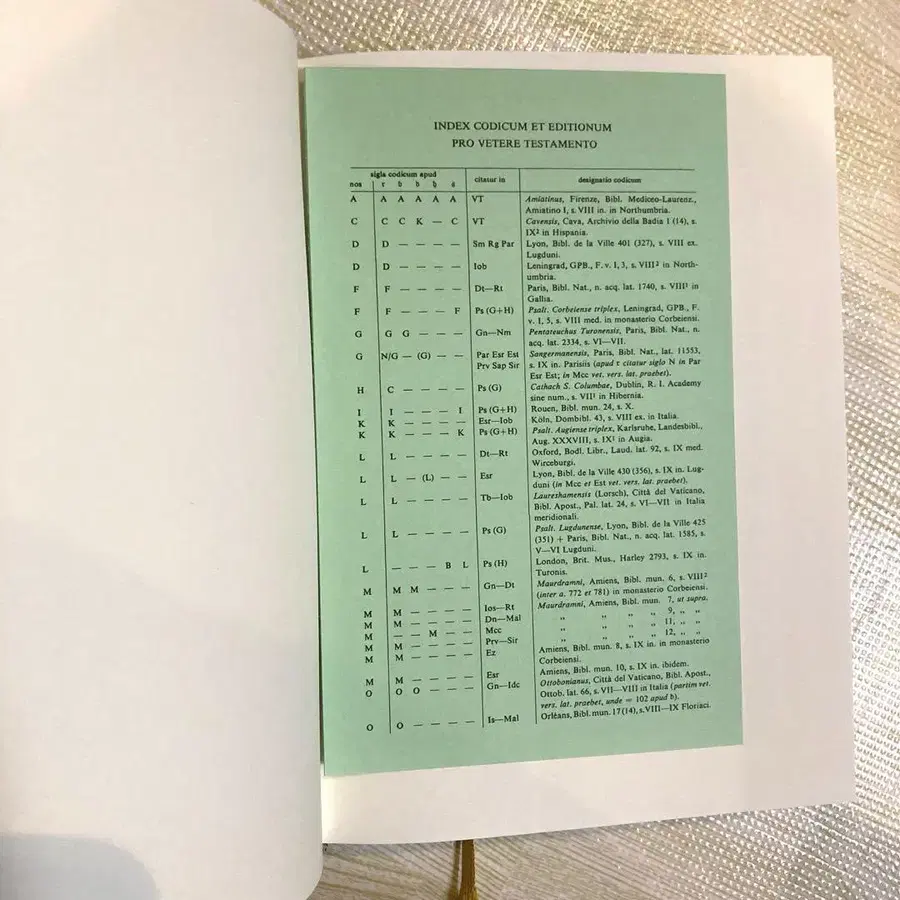 INDEX CODICUM ET EDITIONUM
PRO VETERE TESTAMENTO
sigla codicum apud
nos r b 𝔟 𝔥 s citatur in designatio codicum
A A A A A A VT Amiatinus, Firenze, Bibl. Mediceo-Laurenz.,
Amiatino I, s. VIII in. in Northumbria.
C C C K — C VT Cavensis, Cava, Archivio della Badia 1 (14), s.
IX² in Hispania.
D D — — — — Sm Rg Par Lyon, Bibl. de la Ville 401 (327), s. VIII ex.
Lugduni.
D D — — — — Iob Leningrad, GPB., F. v. I, 3, s. VIII² in North-
umbria.
F F — — — — Dt—Rt Paris, Bibl. Nat., n. acq. lat. 1740, s. VIII¹ in
Gallia.
F F — — — F Ps (G+H) Psalt. Corbeiense triplex, Leningrad, GPB., F.
v. I, 5, s. VIII med. in monasterio Corbeiensi.
G G G — — — Gn—Nm Pentateuchus Turonensis, Paris, Bibl. Nat., n.
acq. lat. 2334, s. VI—VII.
G N/G — (G) — — Par Esr Est Sangermanensis, Paris, Bibl. Nat., lat. 11553,
Prv Sap Sir s. IX in. Parisiis (apud r citatur siglo N in Par
Esr Est; in Mcc vet. vers. lat. praebet).
H C — — — — Ps (G) Cathach S. Columbae, Dublin, R. I. Academy
sine num., s. VII¹ in Hibernia.
I I — — — I Ps (G+H) Rouen, Bibl. mun. 24, s. X.
K K — — — — Esr—Iob Köln, Dombibl. 43, s. VIII ex. in Italia.
K K — — — K Ps (G+H) Psalt. Augiense triplex, Karlsruhe, Landesbibl.,
Aug. XXXVIII, s. IX¹ in Augia.
L L — — — — Dt—Rt Oxford, Bodl. Libr., Laud. lat. 92, s. IX med.
Wirceburgi.
L L — (L) — — Esr Lyon, Bibl. de la Ville 430 (356), s. IX in. Lug-
duni (in Mcc et Est vet. vers. lat. praebet).
L L — — — — Tb—Iob Laureshamensis (Lorsch), Città del Vaticano,
Bibl. Apost., Pal. lat. 24, s. VI—VII in Italia
meridionali.
L L — — — — Ps (G) Psalt. Lugdunense, Lyon, Bibl. de la Ville 425
(351) + Paris, Bibl. Nat., n. acq. lat. 1585, s.
V—VI Lugduni.
L — — — B L Ps (H) London, Brit. Mus., Harley 2793, s. IX in.
Turonis.
M M M — — — Gn—Dt Maurdramni, Amiens, Bibl. mun. 6, s. VIII²
(inter a. 772 et 781) in monasterio Corbeiensi.
M M — — — — Ios—Rt Maurdramni, Amiens, Bibl. mun. 7, ut supra.
M M — — — — Dn—Mal „ „ „ „ 9, „ „
M — — M — — Mcc „ „ „ „ 11, „ „
M M — — — — Prv—Sir „ „ „ „ 12, „ „
M M — — — — Ez Amiens, Bibl. mun. 8, s. IX in. in monasterio
Corbeiensi.
M M — — — — Esr Amiens, Bibl. mun. 10, s. IX in. ibidem.
O O O — — — Gn—Idc Ottobonianus, Città del Vaticano, Bibl. Apost.,
Ottob. lat. 66, s. VII—VIII in Italia (partim vet.
vers. lat. praebet, unde = 102 apud b).
O O — — — — Is—Mal Orléans, Bibl. mun. 17 (14), s. VIII—IX Floriaci.